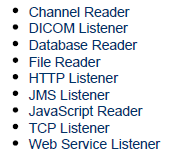 • Channel Reader
• DICOM Listener
• Database Reader
• File Reader
• HTTP Listener
• JMS Listener
• JavaScript Reader
• TCP Listener
• Web Service Listener